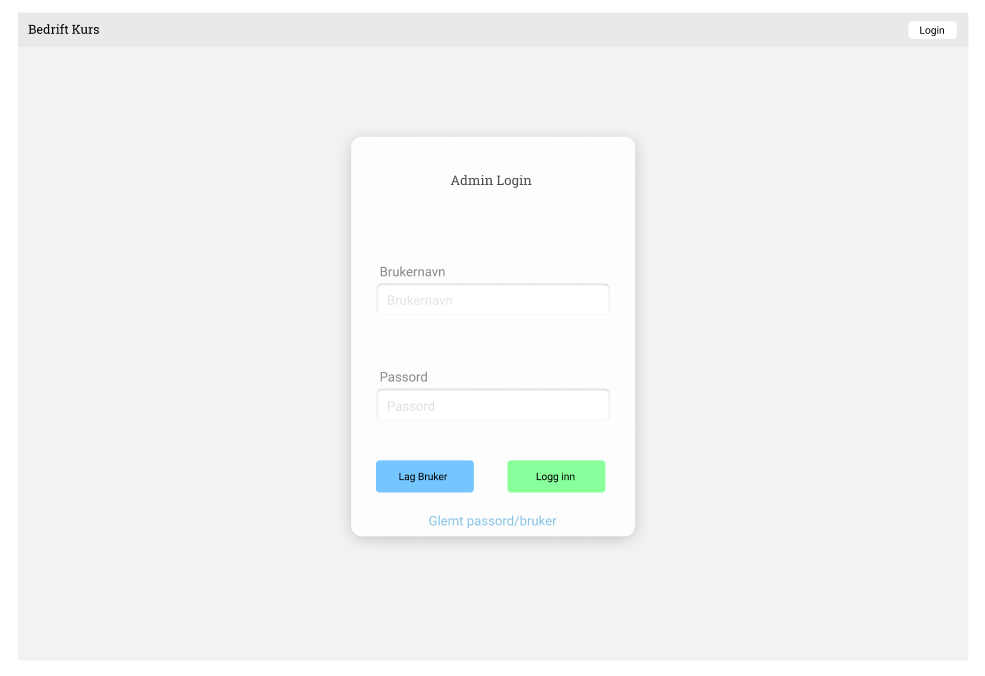 Bedrift Kurs
Login
Admin Login
Brukernavn
Brukernavn
Passord
Passord
Lag Bruker
Logg inn
Glemt passord/bruker